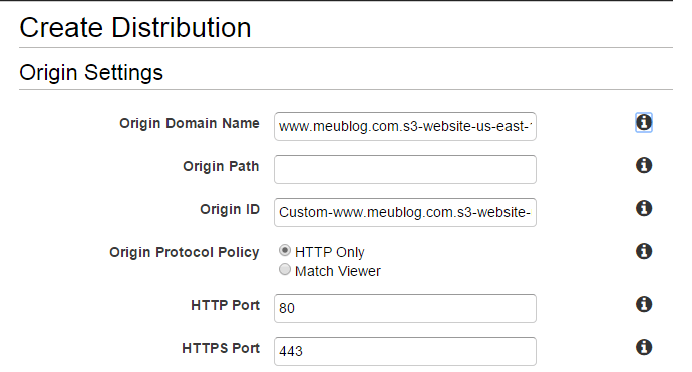 Create Distribution
Origin Settings
Origin Domain Name www.meublog.com.s3-website-us-east-
Origin Path
Origin ID Custom-www.meublog.com.s3-website-
Origin Protocol Policy HTTP Only
Match Viewer
HTTP Port 80
HTTPS Port 443